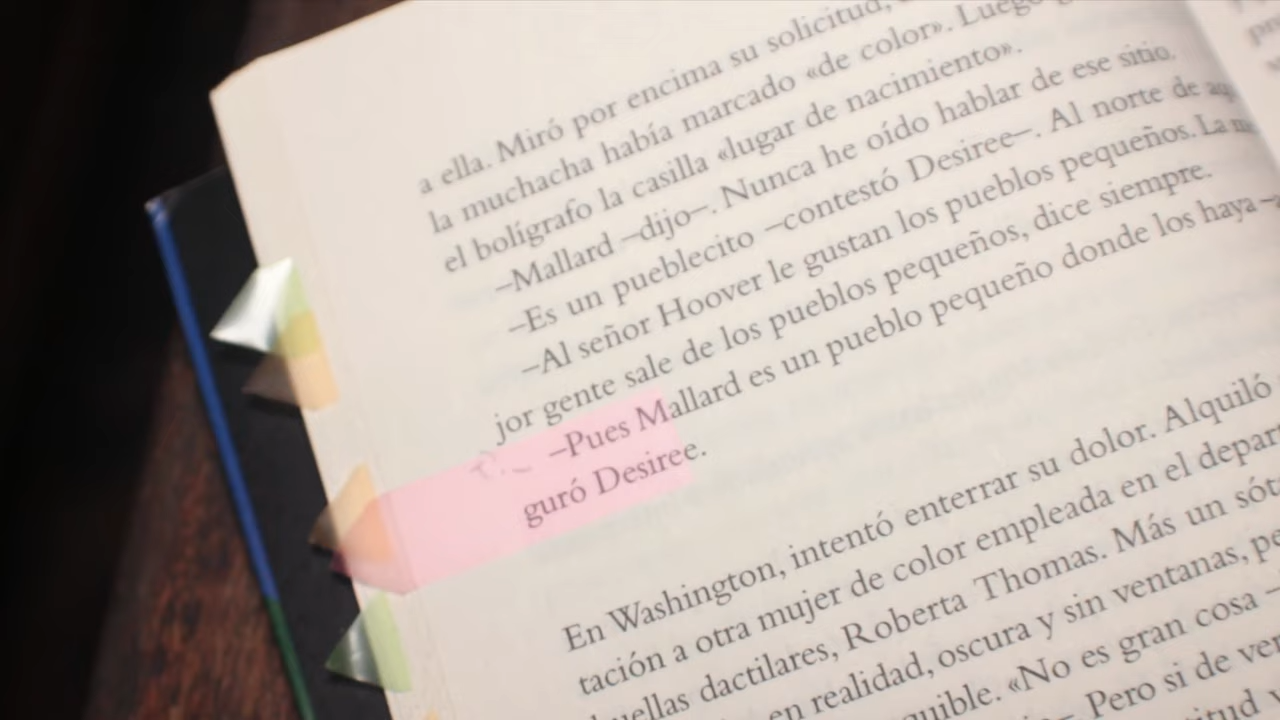 a ella. Miró por encima su solicitud,
la muchacha había marcado «de color». Luego
el bolígrafo la casilla «lugar de nacimiento».
–Mallard –dijo–. Nunca he oído hablar de ese sitio.
–Es un pueblecito –contestó Desiree–. Al norte de
–Al señor Hoover le gustan los pueblos pequeños. La
jor gente sale de los pueblos pequeños, dice siempre.
–Pues Mallard es un pueblo pequeño donde los haya –
guró Desiree.
En Washington, intentó enterrar su dolor. Alquiló
tación a otra mujer de color empleada en el depar
huellas dactilares, Roberta Thomas. Más un sót
en realidad, oscura y sin ventanas, pe
quible. «No es gran cosa –
Pero si de ver